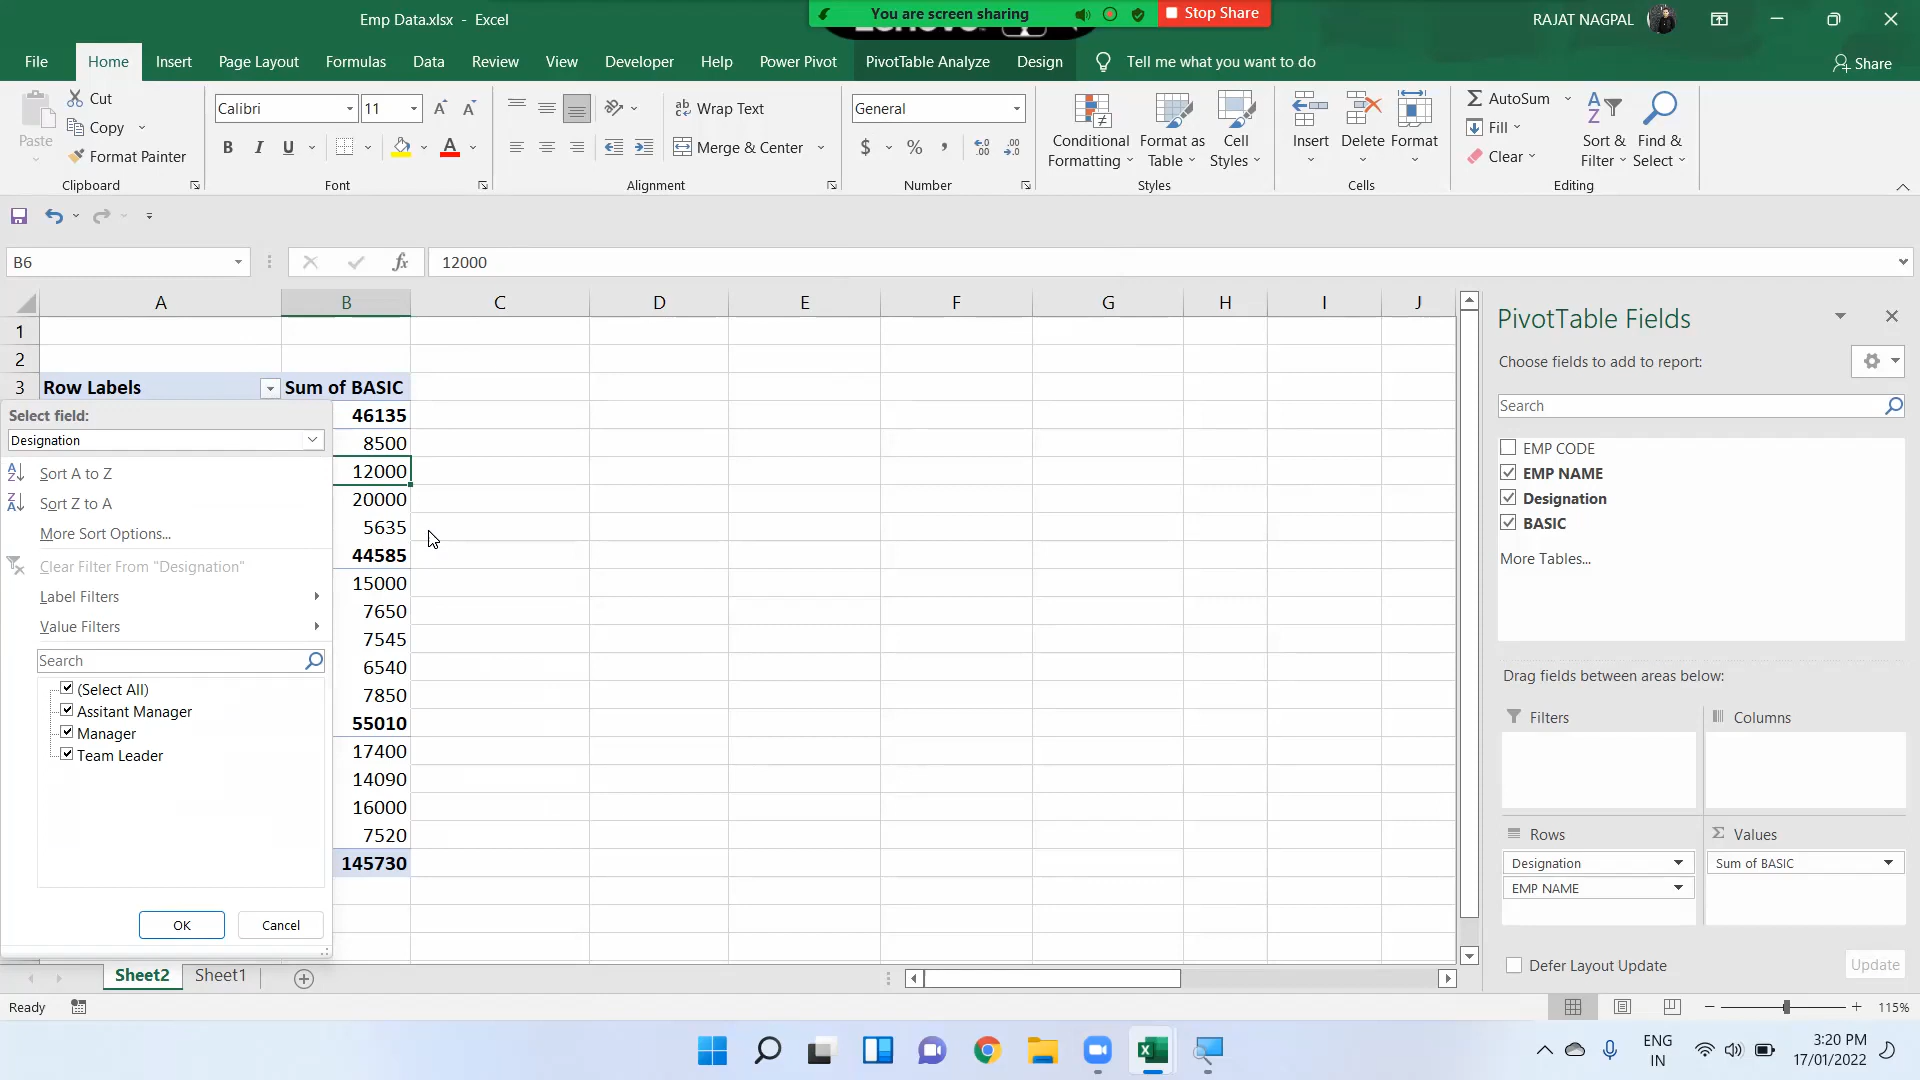 Emp Data.xlsx - Excel
You are screen sharing
Stop Share
RAJAT NAGPAL
File Home Insert Page Layout Formulas Data Review View Developer Help Power Pivot PivotTable Analyze Design Tell me what you want to do Share
Paste
Cut
Copy
Format Painter
Clipboard
Calibri 11
B I U
Font
Wrap Text
Merge & Center
Alignment
General
$ % ,
Number
Conditional Formatting
Format as Table
Cell Styles
Styles
Insert Delete Format
Cells
AutoSum
Fill
Clear
Sort & Filter
Find & Select
Editing
B6
fx
12000
A B C D E F G H I J
1
2
3 Row Labels Sum of BASIC
46135
8500
12000
20000
5635
44585
15000
7650
7545
6540
7850
55010
17400
14090
16000
7520
145730
Select field:
Designation
Sort A to Z
Sort Z to A
More Sort Options...
Clear Filter From "Designation"
Label Filters
Value Filters
Search
(Select All)
Assitant Manager
Manager
Team Leader
OK Cancel
PivotTable Fields
Choose fields to add to report:
Search
EMP CODE
EMP NAME
Designation
BASIC
More Tables...
Drag fields between areas below:
Filters Columns
Rows Values
Designation Sum of BASIC
EMP NAME
Defer Layout Update Update
Sheet2 Sheet1
Ready
115%
ENG
IN
3:20 PM
17/01/2022